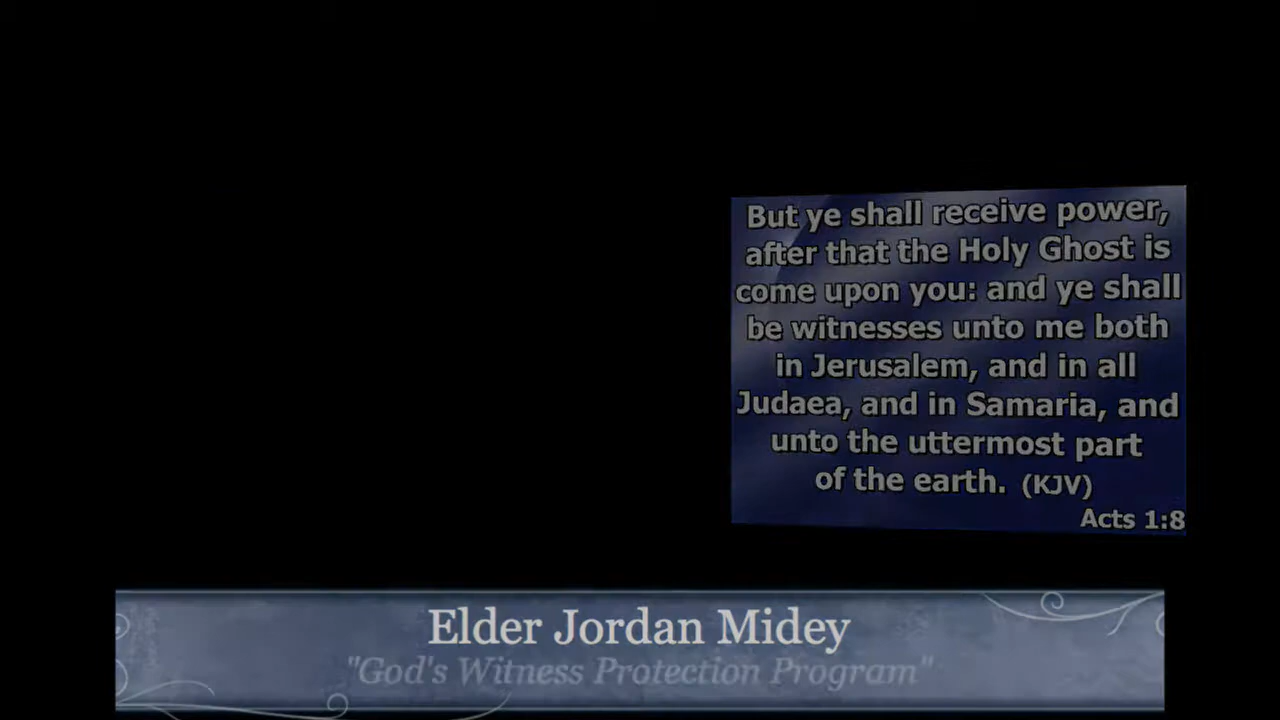 But ye shall receive power,
after that the Holy Ghost is
come upon you: and ye shall
be witnesses unto me both
in Jerusalem, and in all
Judaea, and in Samaria, and
unto the uttermost part
of the earth. (KJV)
Acts 1:8
Elder Jordan Midey
"God's Witness Protection Program"